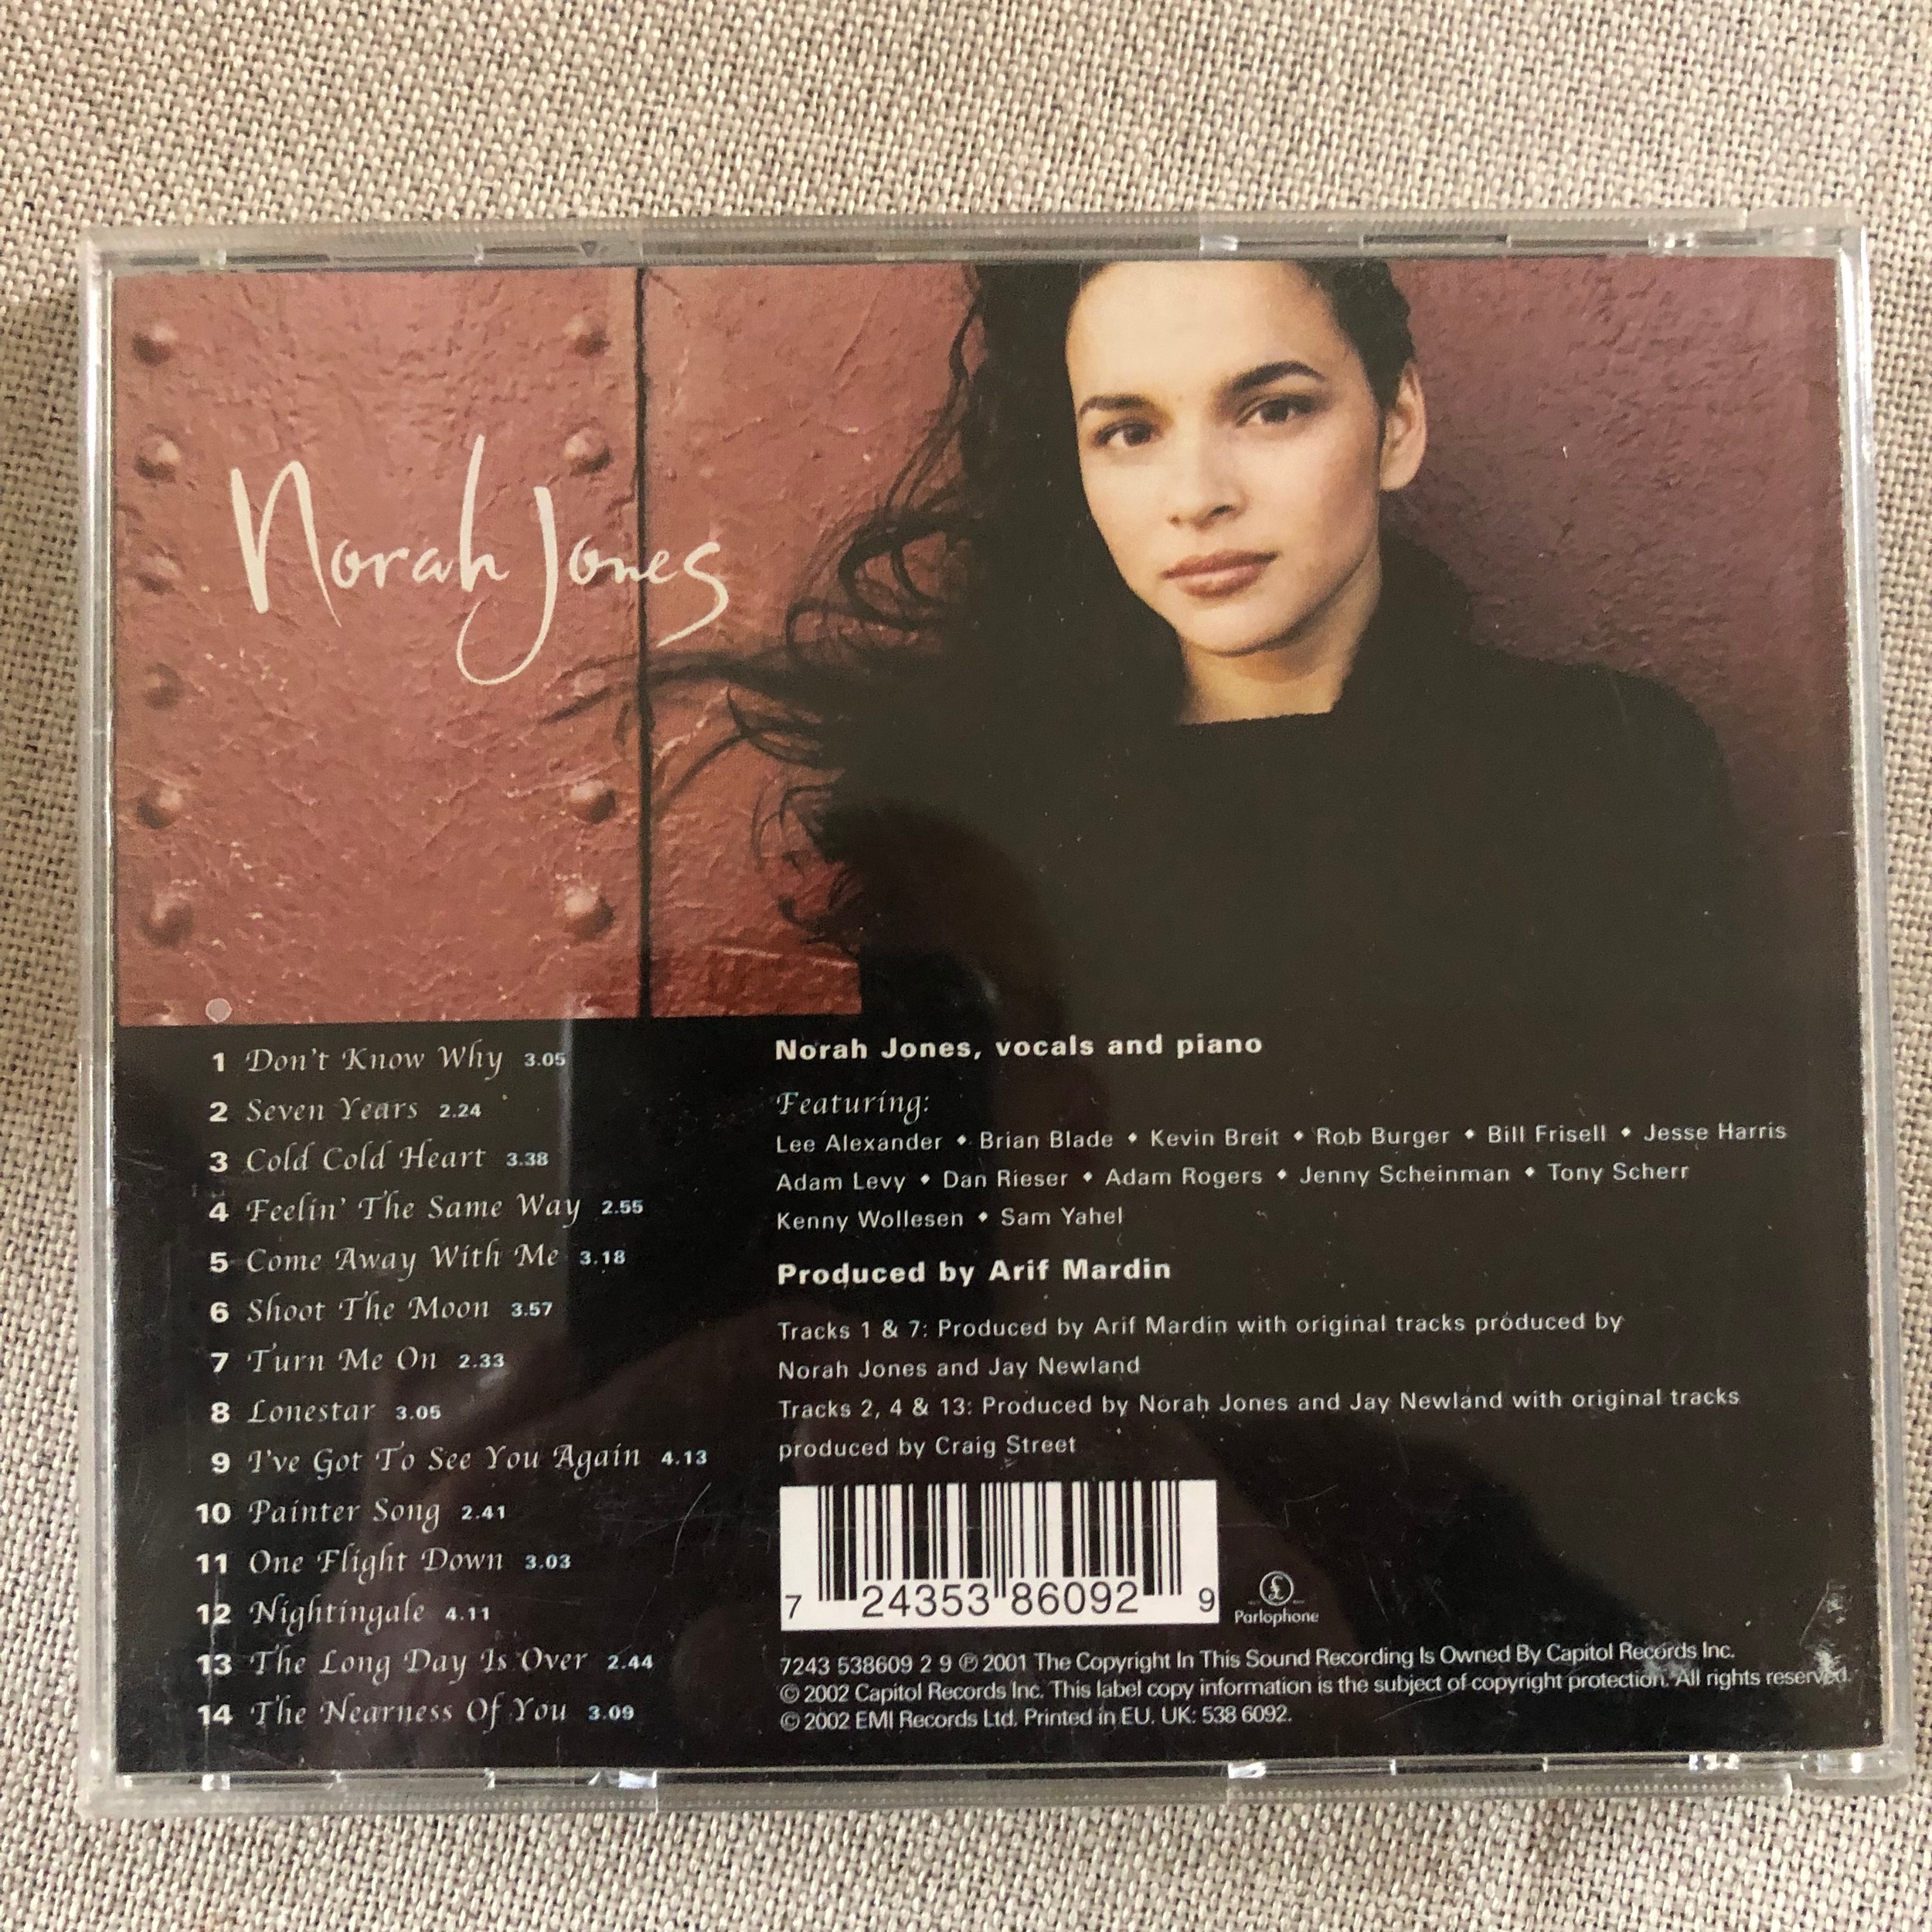 Norah Jones
1 Don't Know Why 3.05
2 Seven Years 2.24
3 Cold Cold Heart 3.38
4 Feelin' The Same Way 2.55
5 Come Away With Me 3.18
6 Shoot The Moon 3.57
7 Turn Me On 2.33
8 Lonestar 3.05
9 I've Got To See You Again 4.13
10 Painter Song 2.41
11 One Flight Down 3.03
12 Nightingale 4.11
13 The Long Day Is Over 2.44
14 The Nearness Of You 3.09
Norah Jones, vocals and piano
Featuring:
Lee Alexander • Brian Blade • Kevin Breit • Rob Burger • Bill Frisell • Jesse Harris
Adam Levy • Dan Rieser • Adam Rogers • Jenny Scheinman • Tony Scherr
Kenny Wollesen • Sam Yahel
Produced by Arif Mardin
Tracks 1 & 7: Produced by Arif Mardin with original tracks produced by
Norah Jones and Jay Newland
Tracks 2, 4 & 13: Produced by Norah Jones and Jay Newland with original tracks
produced by Craig Street
7 24353 86092 9
£
Parlophone
7243 538609 2 9 ℗ 2001 The Copyright In This Sound Recording Is Owned By Capitol Records Inc.
© 2002 Capitol Records Inc. This label copy information is the subject of copyright protection. All rights reserved.
© 2002 EMI Records Ltd. Printed in EU. UK: 538 6092.